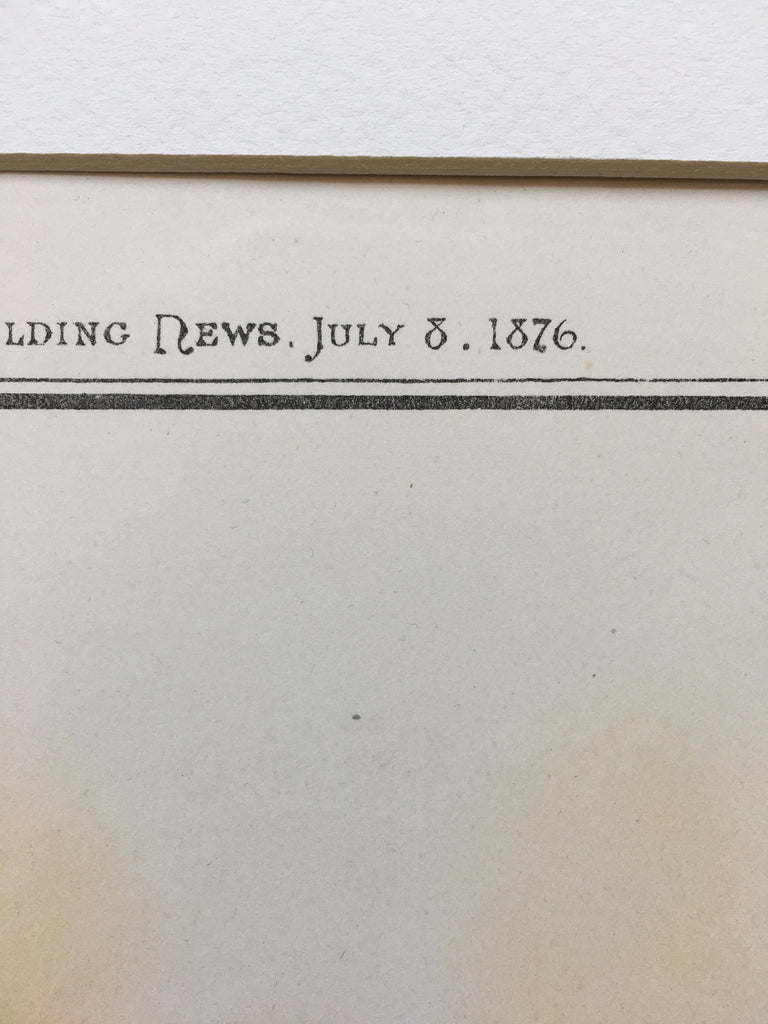 LDING NEWS. JULY 8. 1876.